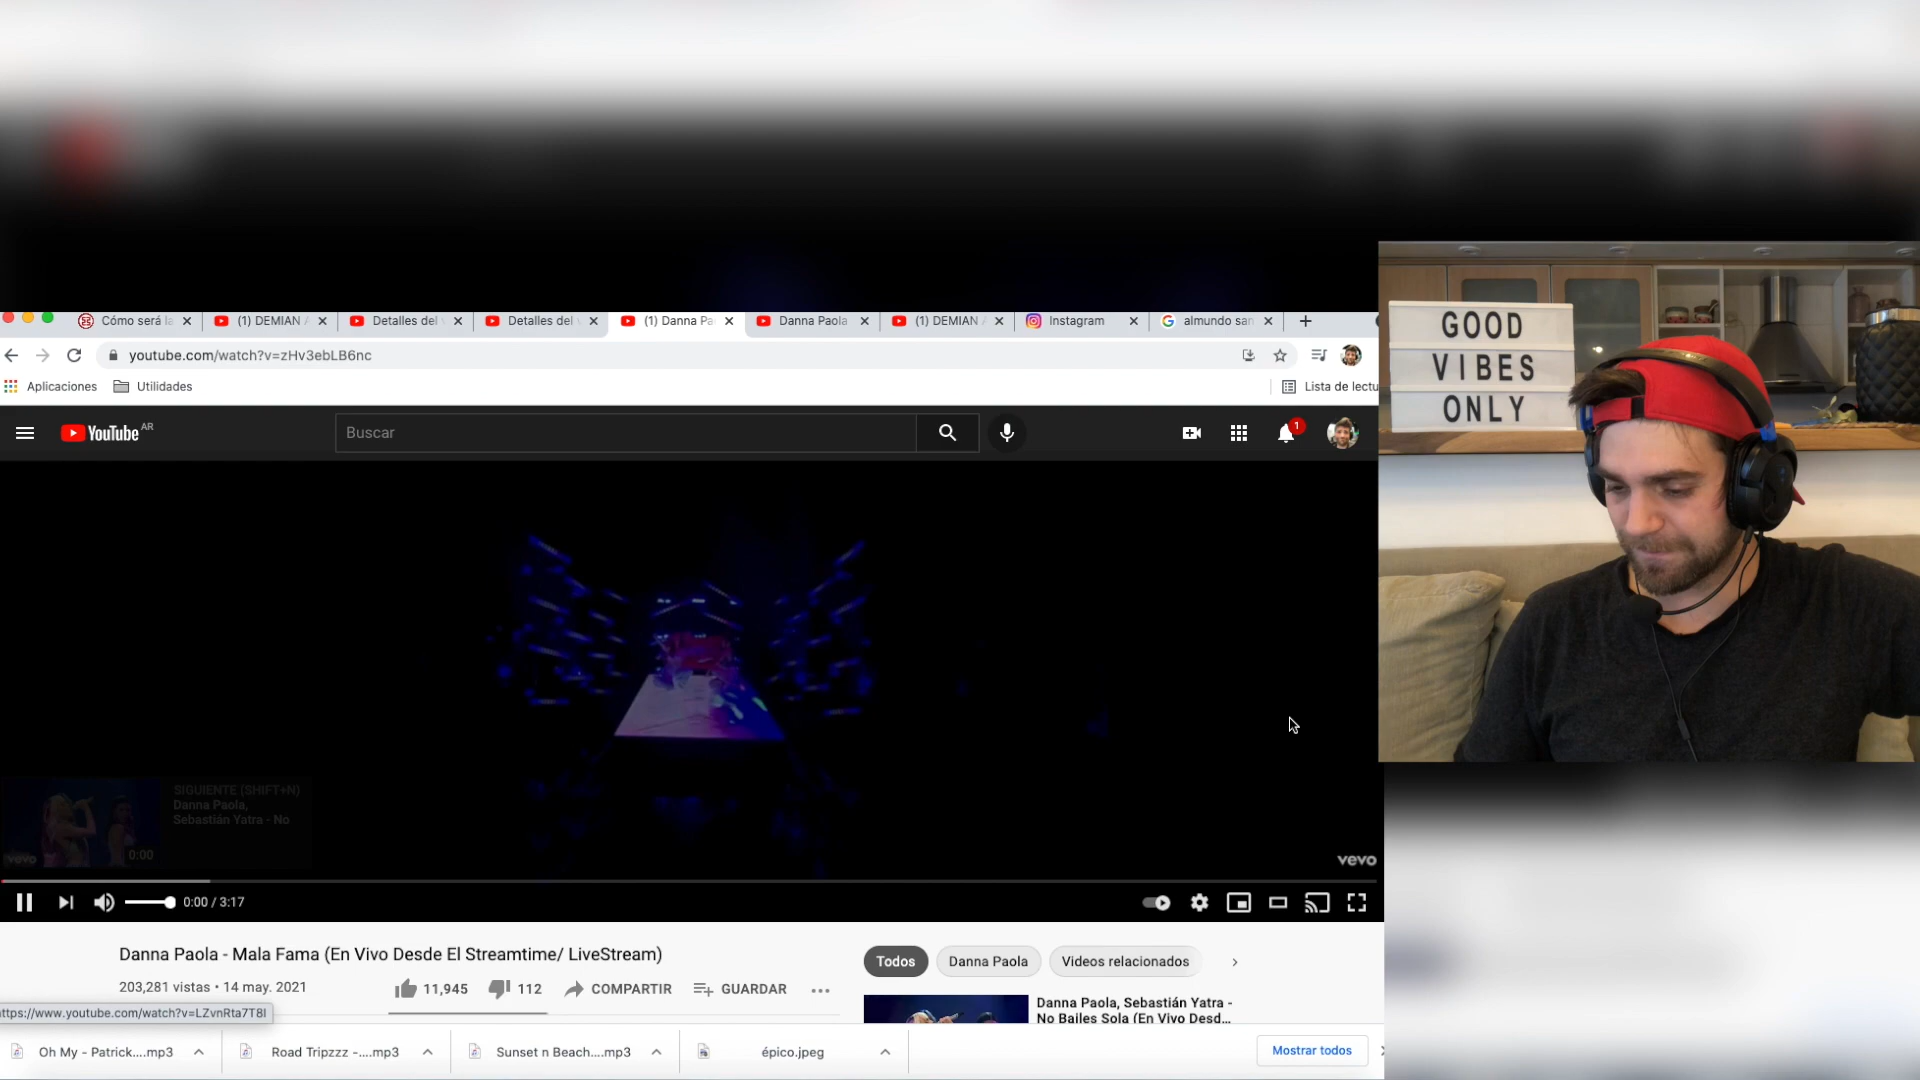 Cómo será la
(1) DEMIAN
Detalles del
Detalles del
(1) Danna Pa
Danna Paola
(1) DEMIAN
Instagram
almundo san
youtube.com/watch?v=zHv3ebLB6nc
Aplicaciones
Utilidades
Lista de lectu
YouTube AR
Buscar
1
GOOD
VIBES
ONLY
SIGUIENTE (SHIFT+N)
Danna Paola,
Sebastián Yatra - No
0:00
vevo
vevo
0:00 / 3:17
Danna Paola - Mala Fama (En Vivo Desde El Streamtime/ LiveStream)
203,281 vistas • 14 may. 2021
11,945
112
COMPARTIR
GUARDAR
Todos
Danna Paola
Videos relacionados
Danna Paola, Sebastián Yatra -
No Bailes Sola (En Vivo Desd...
ttps://www.youtube.com/watch?v=LZvnRta7T8I
Oh My - Patrick....mp3
Road Tripzzz -....mp3
Sunset n Beach....mp3
épico.jpeg
Mostrar todos